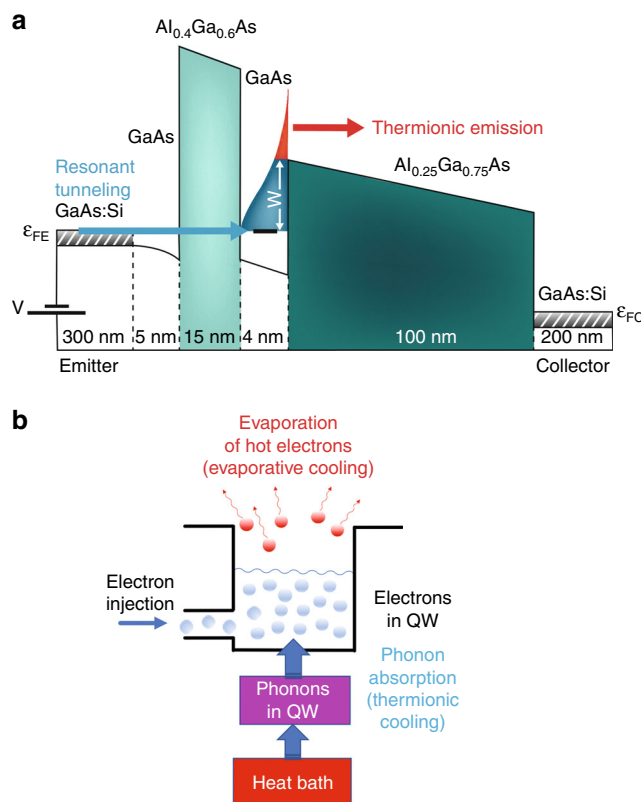 a
Al0.4Ga0.6As
GaAs
GaAs
Thermionic emission
Resonant
tunneling
GaAs:Si
W
Al0.25Ga0.75As
εFE
V
GaAs:Si
εFC
300 nm
5 nm
15 nm
4 nm
100 nm
200 nm
Emitter
Collector
b
Evaporation
of hot electrons
(evaporative cooling)
Electron
injection
Electrons
in QW
Phonon
absorption
(thermionic
cooling)
Phonons
in QW
Heat bath